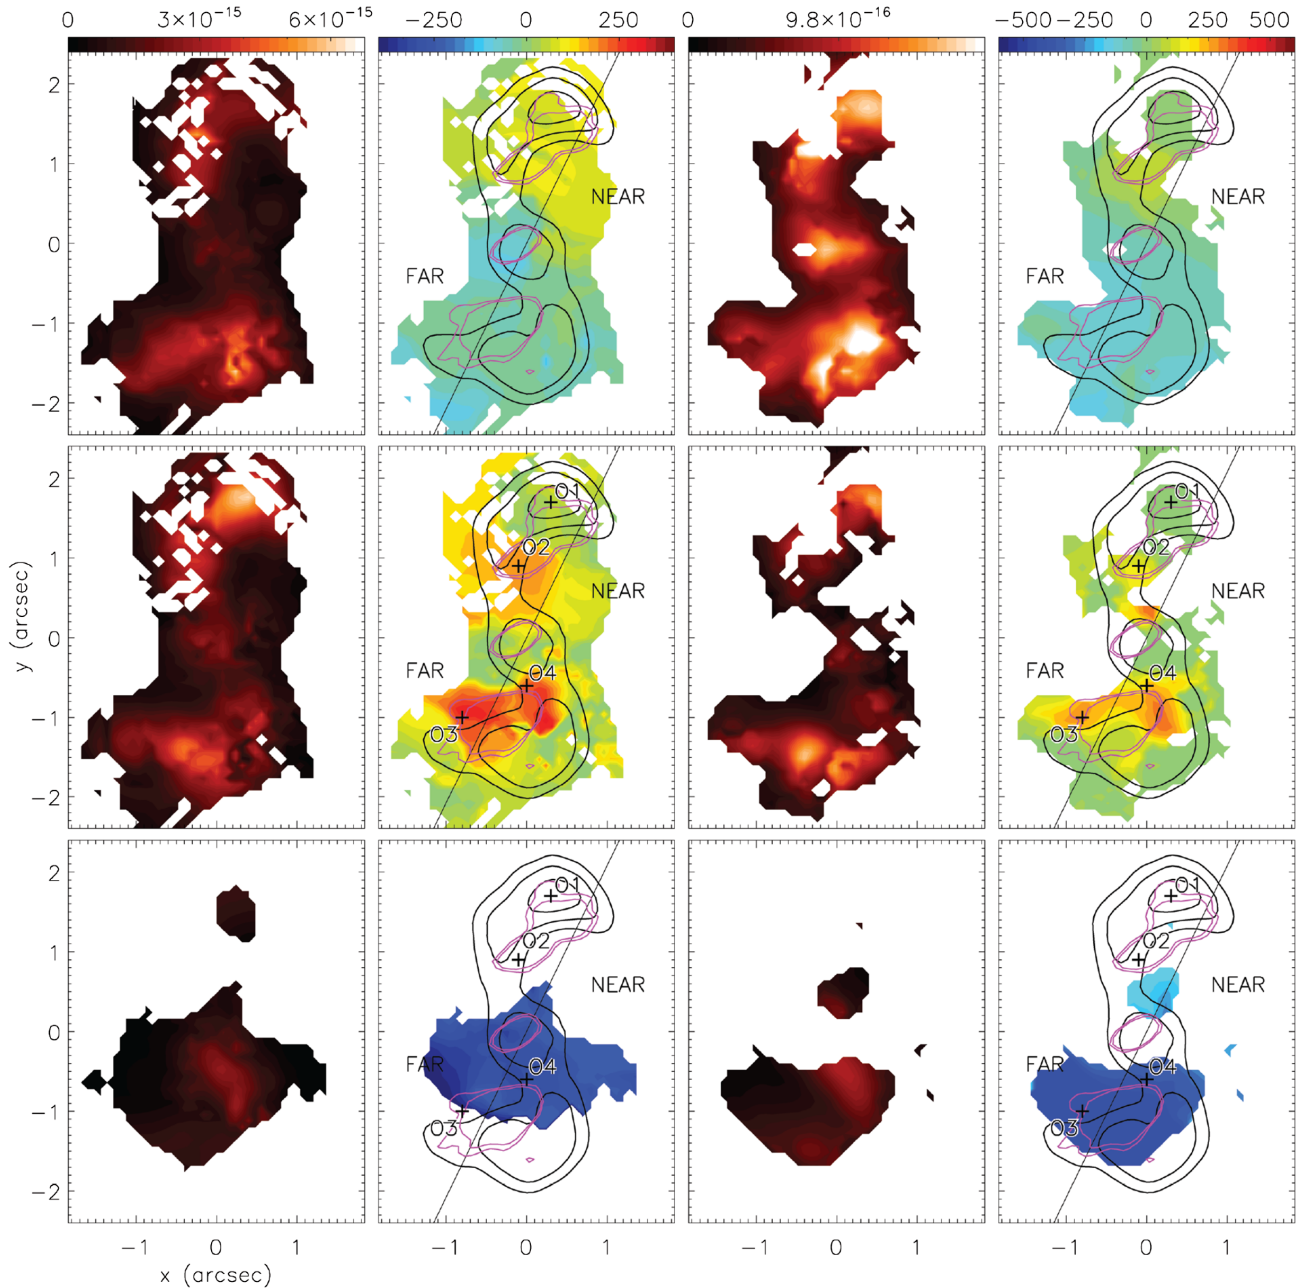 0 3×10⁻¹⁵ 6×10⁻¹⁵ −250 0 250 0 9.8×10⁻¹⁶ −500 −250 0 250 500
2
1 NEAR NEAR
0
FAR FAR
−1
−2
2 O1 O1
1 O2 O2
NEAR NEAR
0
FAR O4 FAR O4
−1
O3 O3
−2
y (arcsec)
2 O1 O1
1 O2 O2
NEAR NEAR
0
FAR O4 FAR O4
−1
O3 O3
−2
−1 0 1 −1 0 1 −1 0 1 −1 0 1
x (arcsec)